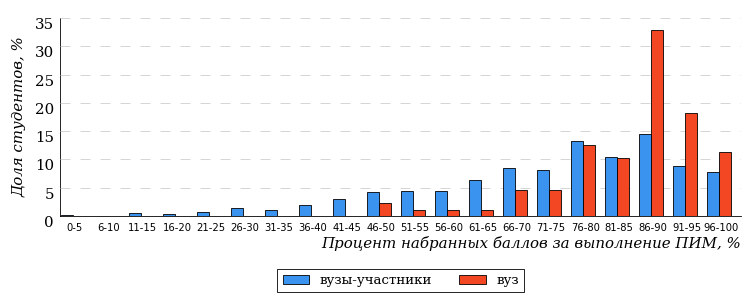 Доля студентов, %
35
30
25
20
15
10
5
0
0-5 6-10 11-15 16-20 21-25 26-30 31-35 36-40 41-45 46-50 51-55 56-60 61-65 66-70 71-75 76-80 81-85 86-90 91-95 96-100
Процент набранных баллов за выполнение ПИМ, %
вузы-участники вуз